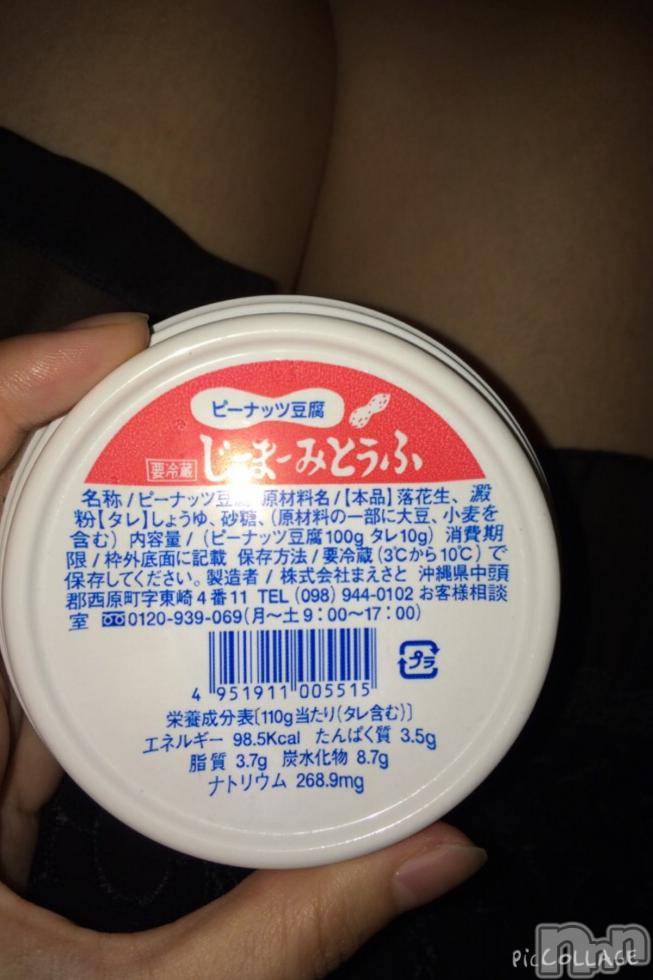 ピーナッツ豆腐
要冷蔵 じーまーみとうふ
名称/ピーナッツ豆腐 原材料名/【本品】落花生、澱
粉【タレ】しょうゆ、砂糖、(原材料の一部に大豆、小麦を
含む) 内容量/(ピーナッツ豆腐100g タレ10g) 消費期
限/枠外底面に記載 保存方法/要冷蔵(3℃から10℃)で
保存してください。製造者/株式会社まえさと 沖縄県中頭
郡西原町字東崎4番11 TEL(098)944-0102 お客様相談
室 0120-939-069(月〜土9:00〜17:00)
4 951911 005515
プラ
栄養成分表〔110g当たり(タレ含む)〕
エネルギー 98.5Kcal たんぱく質 3.5g
脂質 3.7g 炭水化物 8.7g
ナトリウム 268.9mg
PicCOLLAGE
n→n